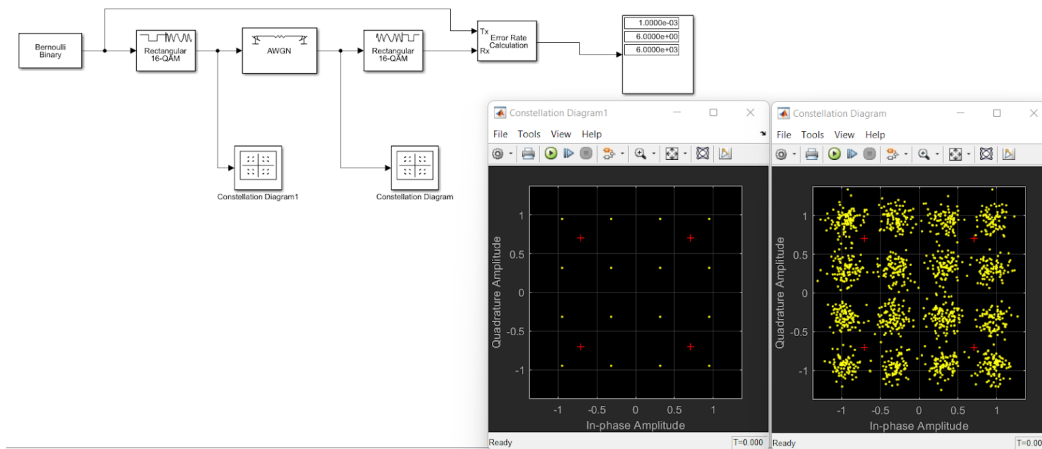 Bernoulli
Binary
Rectangular
16-QAM
AWGN
Rectangular
16-QAM
Tx
Rx
Error Rate
Calculation
1.0000e-03
6.0000e+00
6.0000e+03
Constellation Diagram1
Constellation Diagram
Constellation Diagram1
File Tools View Help
Quadrature Amplitude
1
0.5
0
-0.5
-1
-1 -0.5 0 0.5 1
In-phase Amplitude
Ready T=0.000
Constellation Diagram
File Tools View Help
Quadrature Amplitude
1
0.5
0
-0.5
-1
-1 -0.5 0 0.5 1
In-phase Amplitude
Ready T=0.00